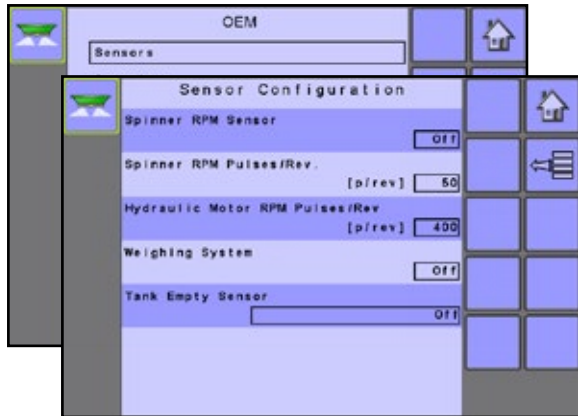 OEM
Sensors
Sensor Configuration
Spinner RPM Sensor
Off
Spinner RPM Pulses/Rev.
[p/rev] 50
Hydraulic Motor RPM Pulses/Rev
[p/rev] 400
Weighing System
Off
Tank Empty Sensor
Off